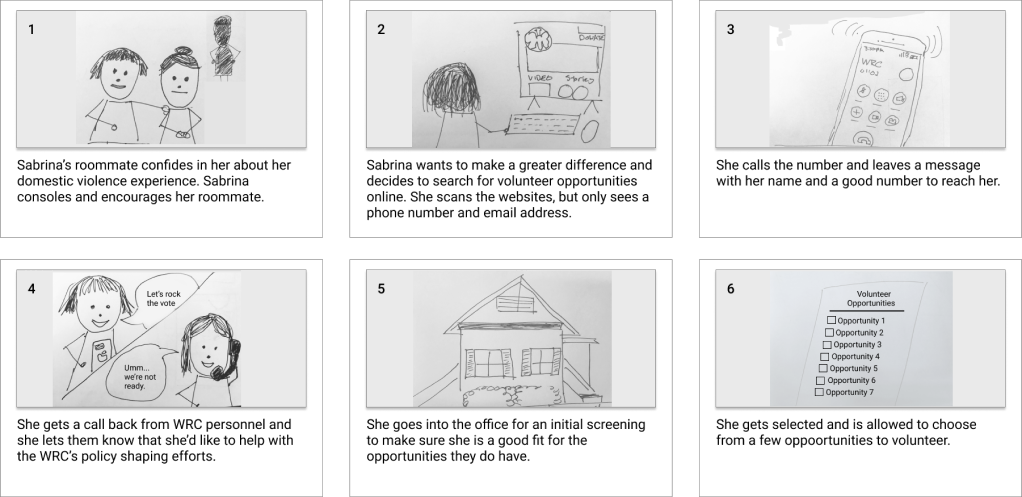 1
Sabrina's roommate confides in her about her
domestic violence experience. Sabrina
consoles and encourages her roommate.
2
DONATE
VIDEO Stories
Sabrina wants to make a greater difference and
decides to search for volunteer opportunities
online. She scans the websites, but only sees a
phone number and email address.
3
WRC
01:02
She calls the number and leaves a message
with her name and a good number to reach her.
4
Let's rock
the vote
Umm...
we're not
ready.
She gets a call back from WRC personnel and
she lets them know that she'd like to help with
the WRC's policy shaping efforts.
5
She goes into the office for an initial screening
to make sure she is a good fit for the
opportunities they do have.
6
Volunteer
Opportunities
Opportunity 1
Opportunity 2
Opportunity 3
Opportunity 4
Opportunity 5
Opportunity 6
Opportunity 7
She gets selected and is allowed to choose
from a few oppoortunities to volunteer.